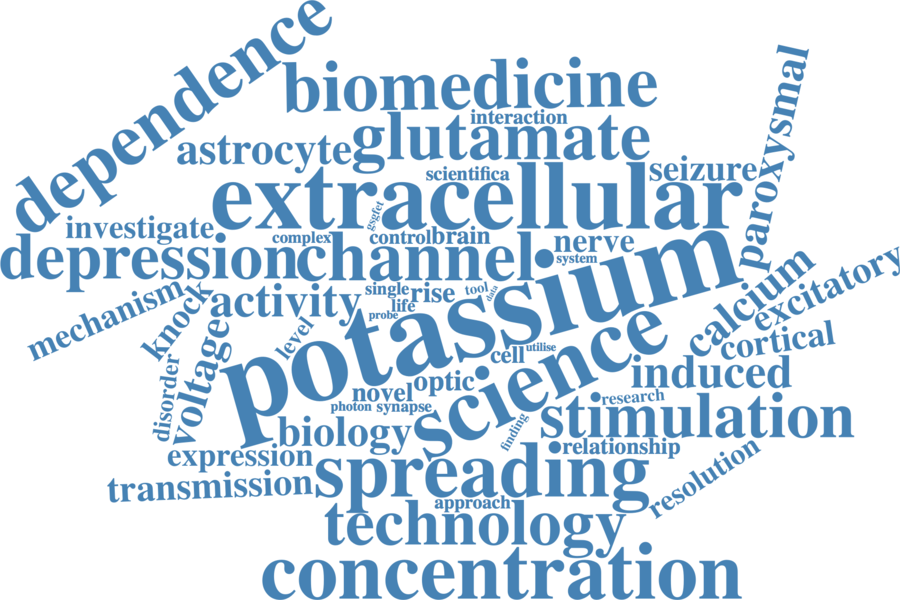 dependence
biomedicine
paroxysmal
interaction
glutamate
astrocyte
scientifica
seizure
extracellular
gsgfet
investigate
complex
control
brain
nerve
depression
channel
system
potassium
calcium
excitatory
mechanism
knock
activity
single
rise
tool
data
life
probe
level
voltage
science
cortical
cell
utilise
disorder
novel
optic
induced
photon
synapse
research
stimulation
biology
finding
relationship
expression
spreading
resolution
transmission
approach
technology
concentration